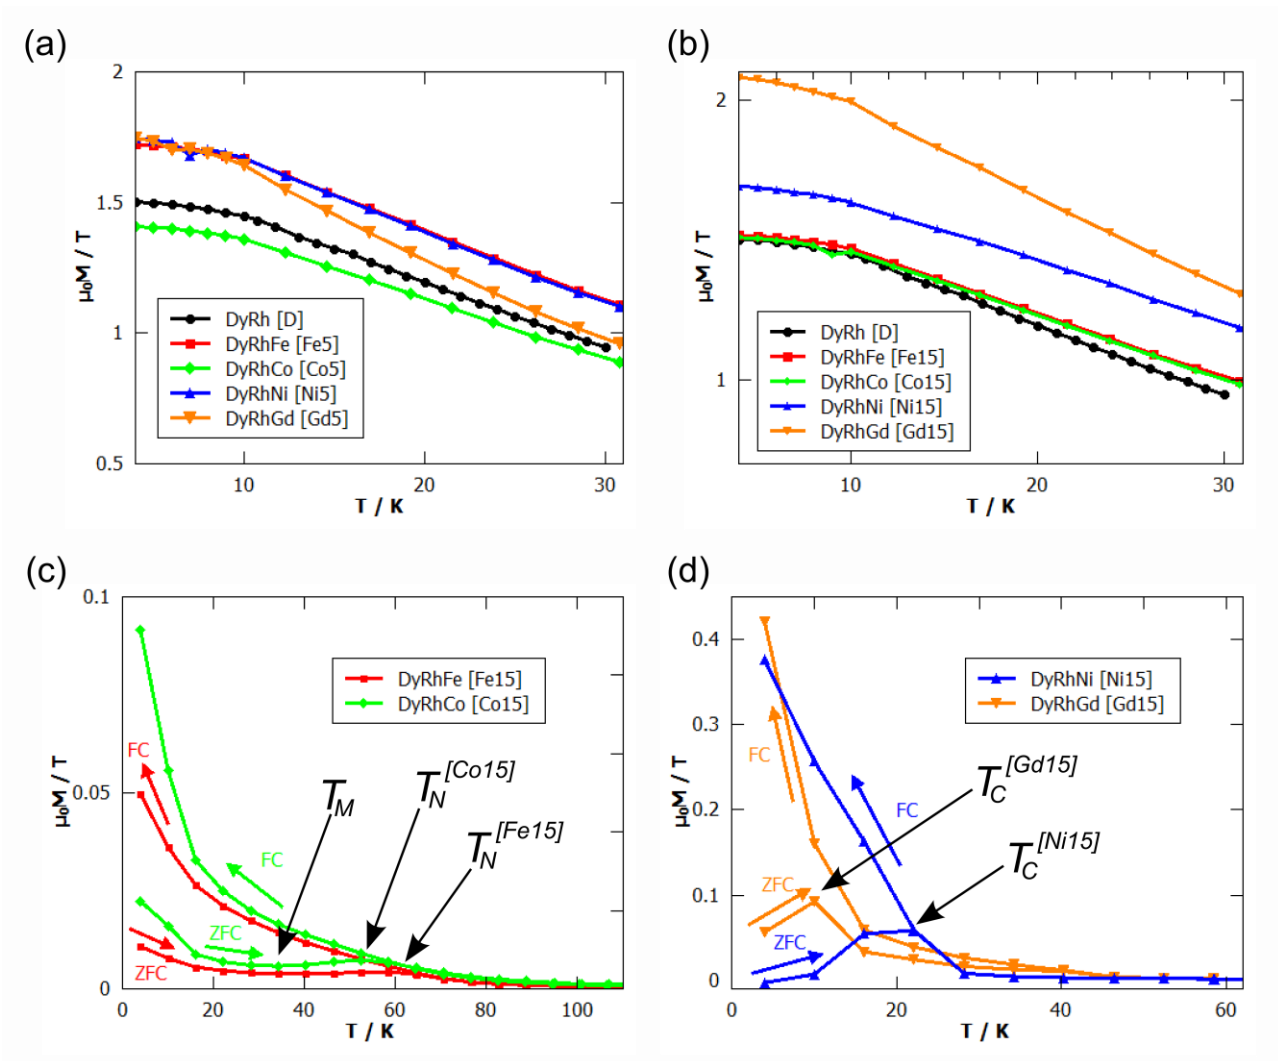 (a)
2
1.5
1
0.5
μ₀M / T
DyRh [D]
DyRhFe [Fe5]
DyRhCo [Co5]
DyRhNi [Ni5]
DyRhGd [Gd5]
10 20 30
T / K
(b)
2
1
μ₀M / T
DyRh [D]
DyRhFe [Fe15]
DyRhCo [Co15]
DyRhNi [Ni15]
DyRhGd [Gd15]
10 20 30
T / K
(c)
0.1
0.05
0
μ₀M / T
DyRhFe [Fe15]
DyRhCo [Co15]
FC
T_M
T_N^[Co15]
T_N^[Fe15]
FC
ZFC
ZFC
0 20 40 60 80 100
T / K
(d)
0.4
0.3
0.2
0.1
0
μ₀M / T
DyRhNi [Ni15]
DyRhGd [Gd15]
FC
T_C^[Gd15]
FC
T_C^[Ni15]
ZFC
ZFC
0 20 40 60
T / K